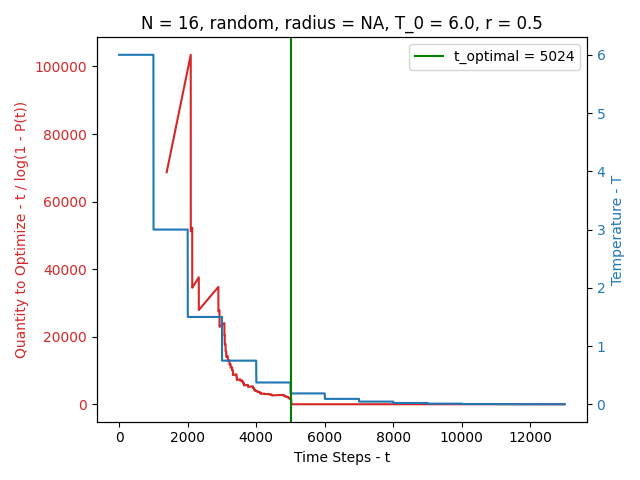 N = 16, random, radius = NA, T_0 = 6.0, r = 0.5
t_optimal = 5024
Quantity to Optimize - t / log(1 - P(t))
100000
80000
60000
40000
20000
0
6
5
4
3
2
1
0
Temperature - T
0 2000 4000 6000 8000 10000 12000
Time Steps - t